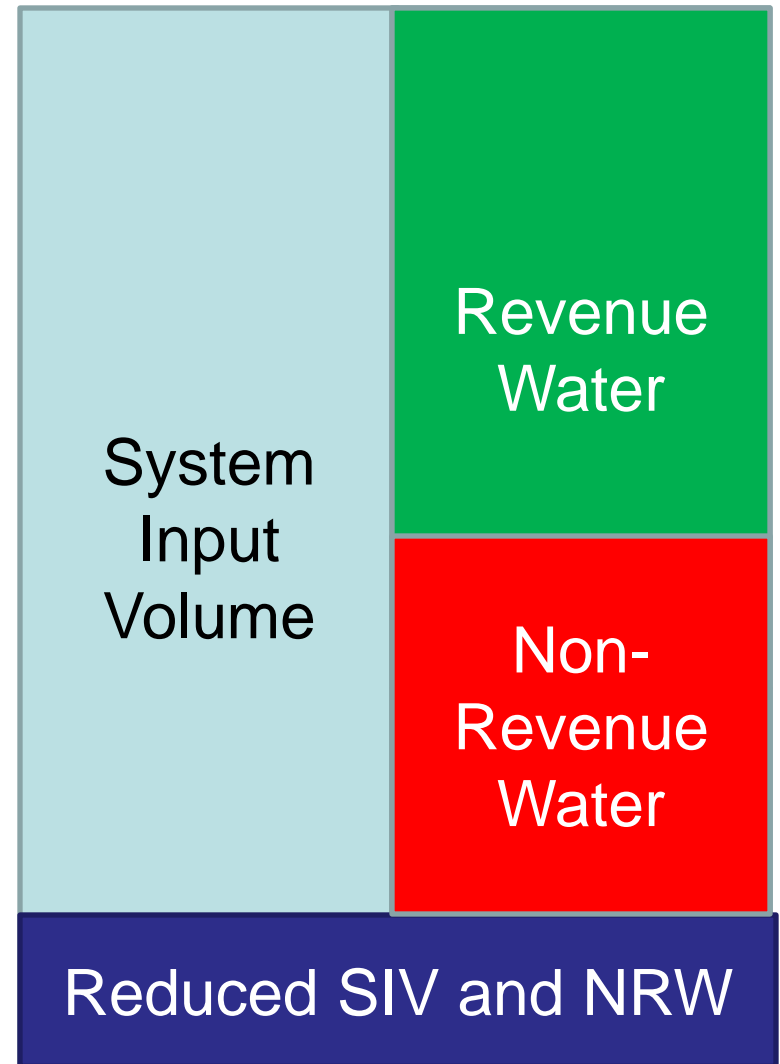 System
Input
Volume
Revenue
Water
Non-
Revenue
Water
Reduced SIV and NRW